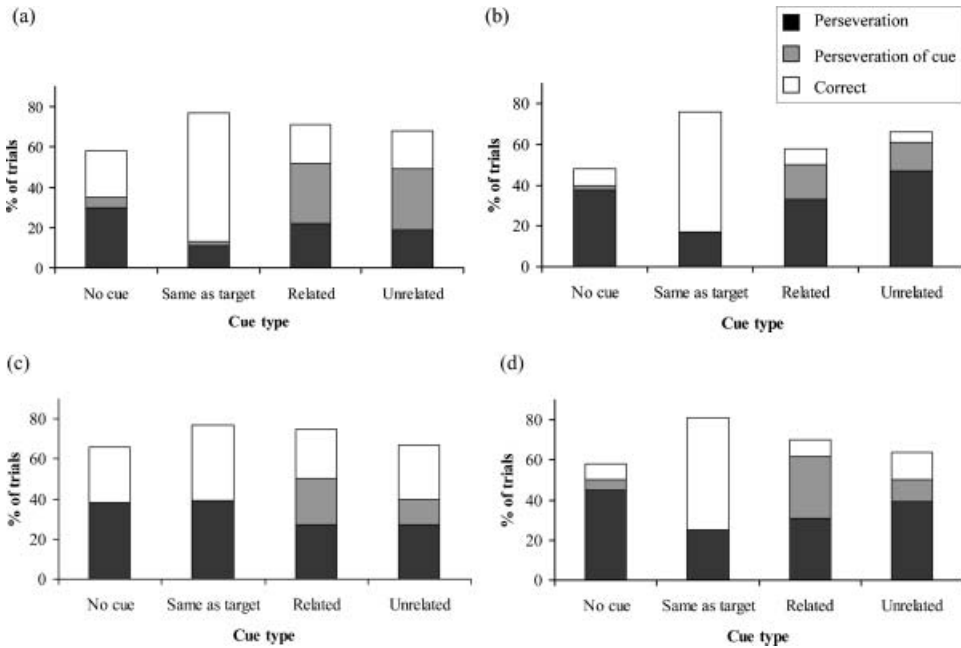 (a)
(b)
Perseveration
Perseveration of cue
Correct
% of trials
80
60
40
20
0
No cue Same as target Related Unrelated
Cue type
% of trials
80
60
40
20
0
No cue Same as target Related Unrelated
Cue type
(c)
(d)
% of trials
80
60
40
20
0
No cue Same as target Related Unrelated
Cue type
% of trials
80
60
40
20
0
No cue Same as target Related Unrelated
Cue type